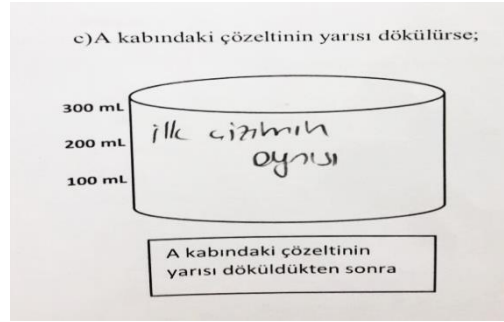 c)A kabındaki çözeltinin yarısı dökülürse;
300 mL
200 mL
100 mL
ilk çizimin
aynısı
A kabındaki çözeltinin
yarısı döküldükten sonra